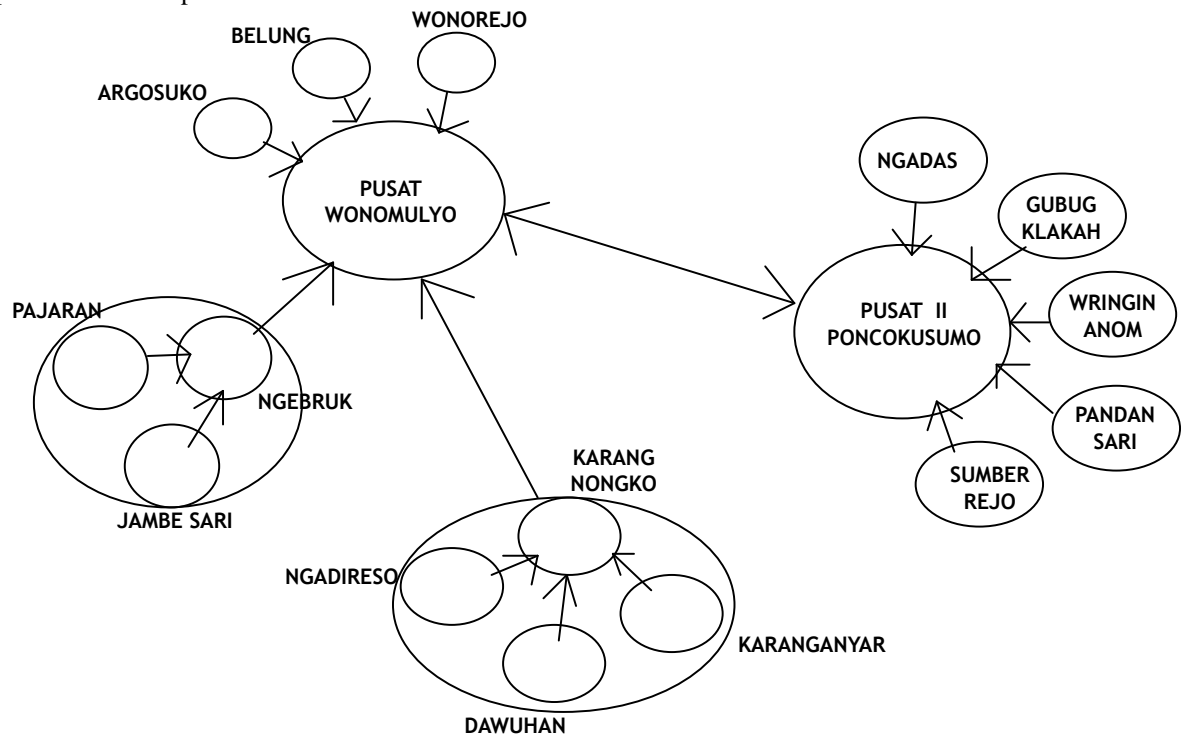 WONOREJO
BELUNG
ARGOSUKO
PUSAT
WONOMULYO
NGADAS
GUBUG
KLAKAH
WRINGIN
ANOM
PUSAT II
PONCOKUSUMO
PANDAN
SARI
SUMBER
REJO
PAJARAN
NGEBRUK
JAMBE SARI
KARANG
NONGKO
NGADIRESO
KARANGANYAR
DAWUHAN